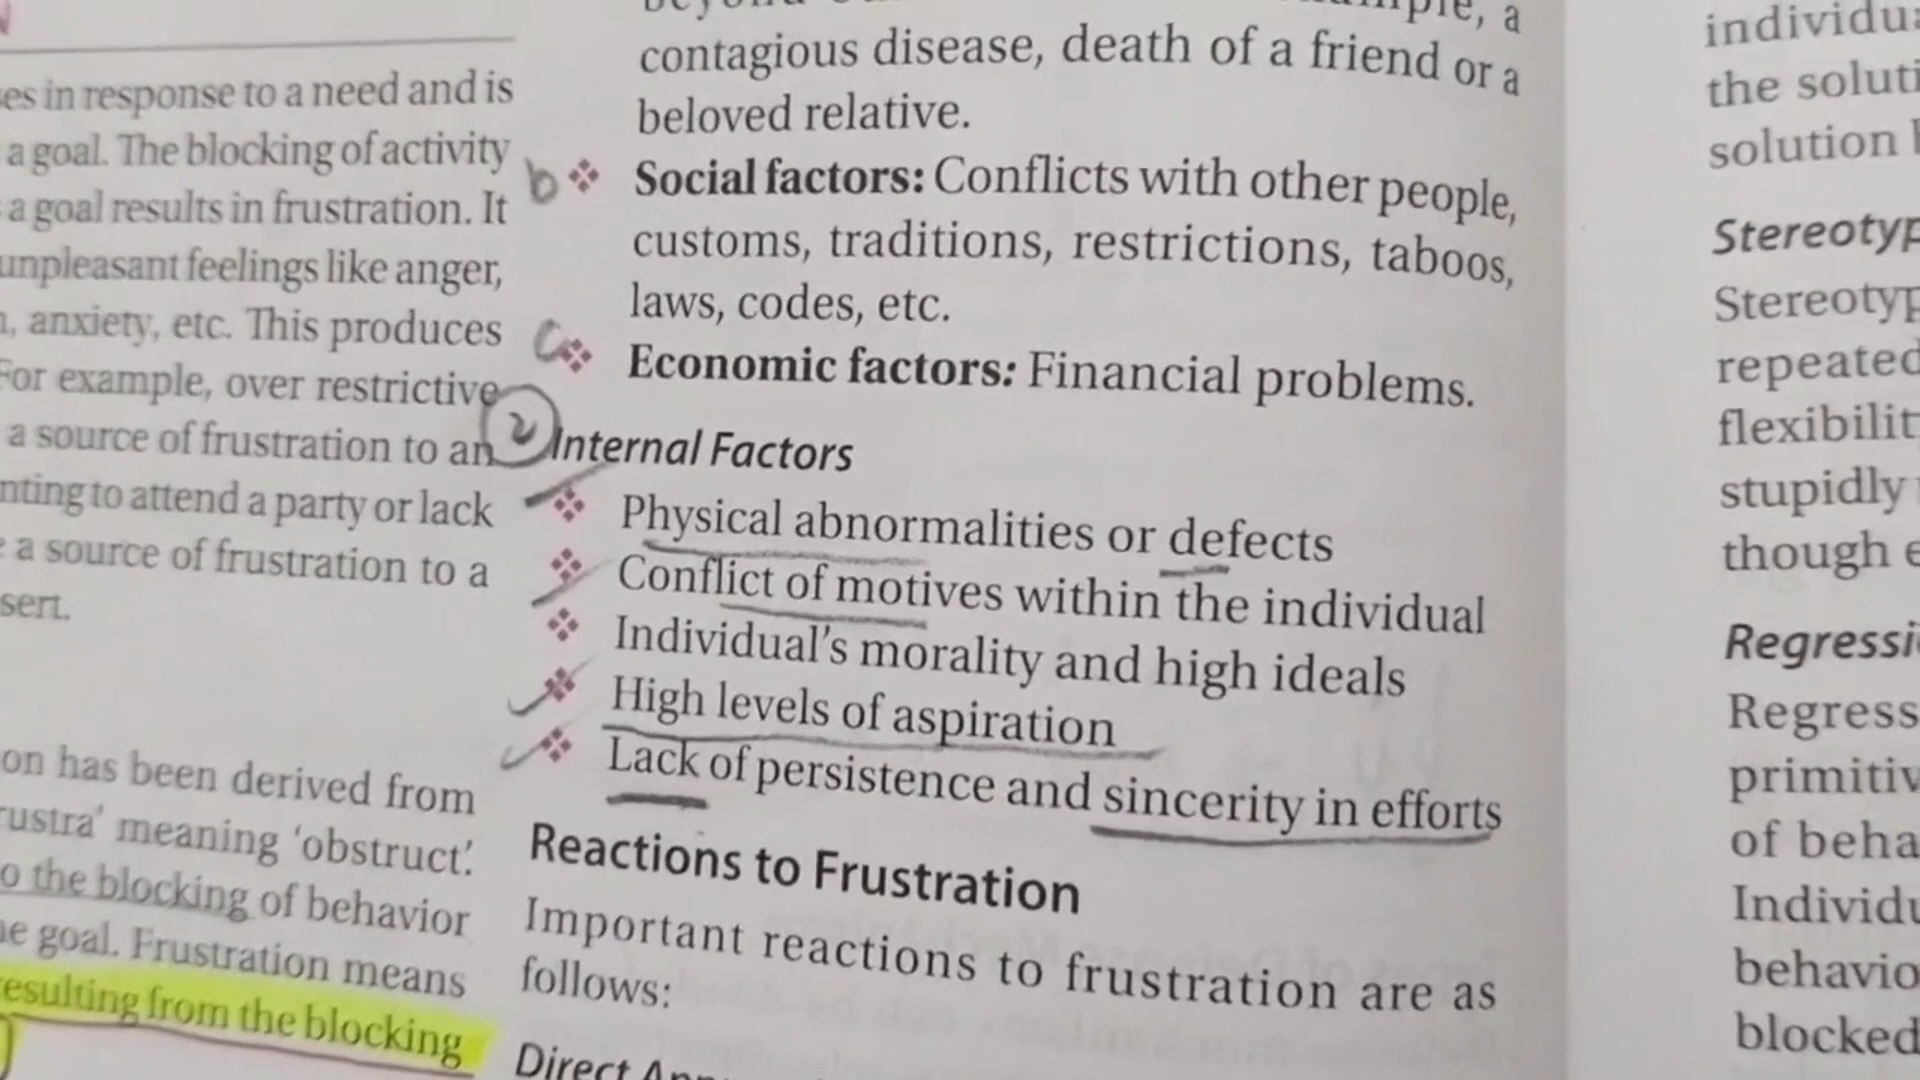 es in response to a need and is
a goal. The blocking of activity
a goal results in frustration. It
unpleasant feelings like anger,
anxiety, etc. This produces
For example, over restrictive
a source of frustration to an
nting to attend a party or lack
a source of frustration to a
sert.
on has been derived from
rustra’ meaning ‘obstruct’.
o the blocking of behavior
goal. Frustration means
esulting from the blocking
a
contagious disease, death of a friend or a
beloved relative.
b ❖ Social factors: Conflicts with other people,
customs, traditions, restrictions, taboos,
laws, codes, etc.
c ❖ Economic factors: Financial problems.
2 Internal Factors
❖ Physical abnormalities or defects
❖ Conflict of motives within the individual
❖ Individual’s morality and high ideals
❖ High levels of aspiration
❖ Lack of persistence and sincerity in efforts
Reactions to Frustration
Important reactions to frustration are as
follows:
Direct
individu
the soluti
solution
Stereotyp
Stereotyp
repeated
flexibilit
stupidly
though
Regressi
Regress
primitiv
of beha
Individu
behavio
blocked